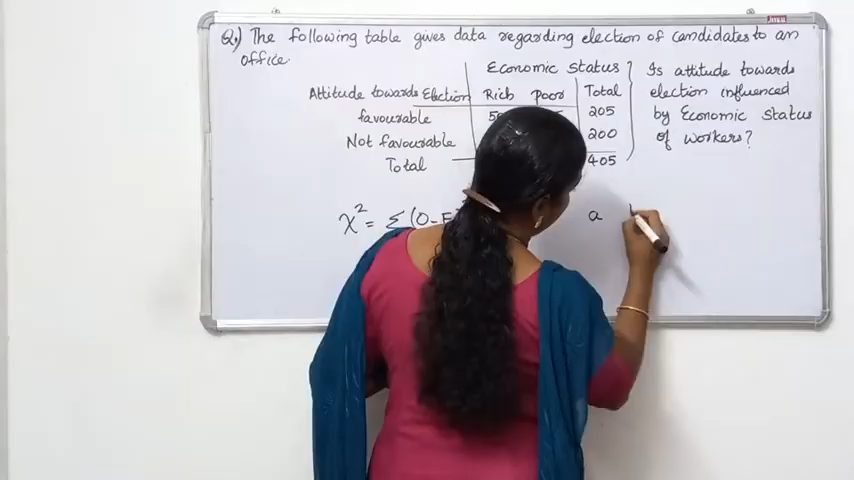 Q.) The following table gives data regarding election of candidates to an
office.
Economic Status
Attitude towards Election Rich Poor Total
favourable 205
Not favourable 200
Total 405
Is attitude towards
election influenced
by Economic Status
of workers?
χ² = Σ (O-E
a